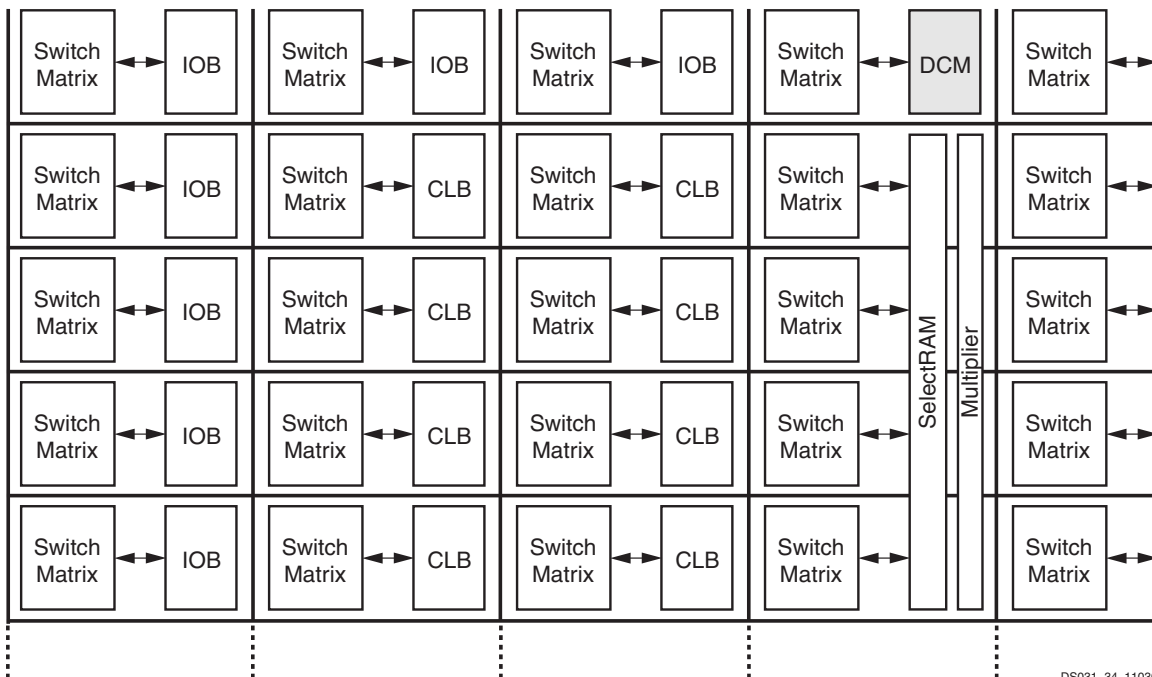 Switch Matrix IOB Switch Matrix IOB Switch Matrix IOB Switch Matrix DCM Switch Matrix
Switch Matrix IOB Switch Matrix CLB Switch Matrix CLB Switch Matrix Switch Matrix
Switch Matrix IOB Switch Matrix CLB Switch Matrix CLB Switch Matrix Switch Matrix
Switch Matrix IOB Switch Matrix CLB Switch Matrix CLB Switch Matrix Switch Matrix
Switch Matrix IOB Switch Matrix CLB Switch Matrix CLB Switch Matrix Switch Matrix
SelectRAM
Multiplier